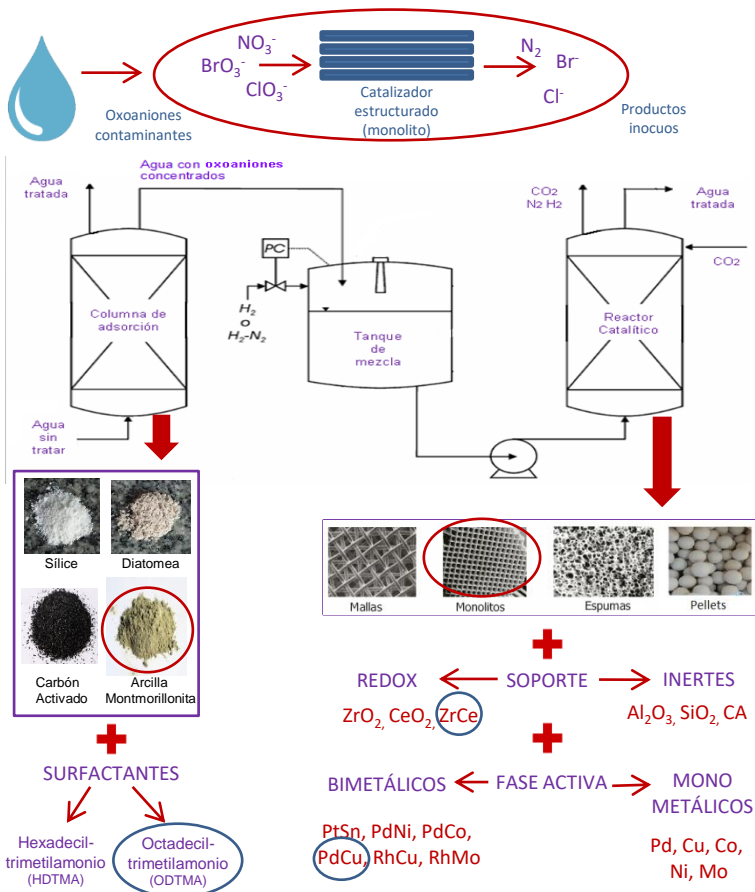 NO₃⁻
BrO₃⁻
ClO₃⁻
N₂
Br⁻
Cl⁻
Oxoaniones
contaminantes
Catalizador
estructurado
(monolito)
Productos
inocuos
Agua con oxoaniones
concentrados
Agua
tratada
CO2
N2 H2
Agua
tratada
PC
CO2
Columna de
adsorción
H2
o
H2-N2
Tanque
de
mezcla
Reactor
Catalítico
Agua
sin
tratar
Sílice
Diatomea
Carbón
Activado
Arcilla
Montmorillonita
Mallas
Monolitos
Espumas
Pellets
REDOX
SOPORTE
INERTES
ZrO₂, CeO₂, ZrCe
Al₂O₃, SiO₂, CA
SURFACTANTES
BIMETÁLICOS
FASE ACTIVA
MONO
METÁLICOS
Hexadecil-
trimetilamonio
(HDTMA)
Octadecil-
trimetilamonio
(ODTMA)
PtSn, PdNi, PdCo,
PdCu, RhCu, RhMo
Pd, Cu, Co,
Ni, Mo